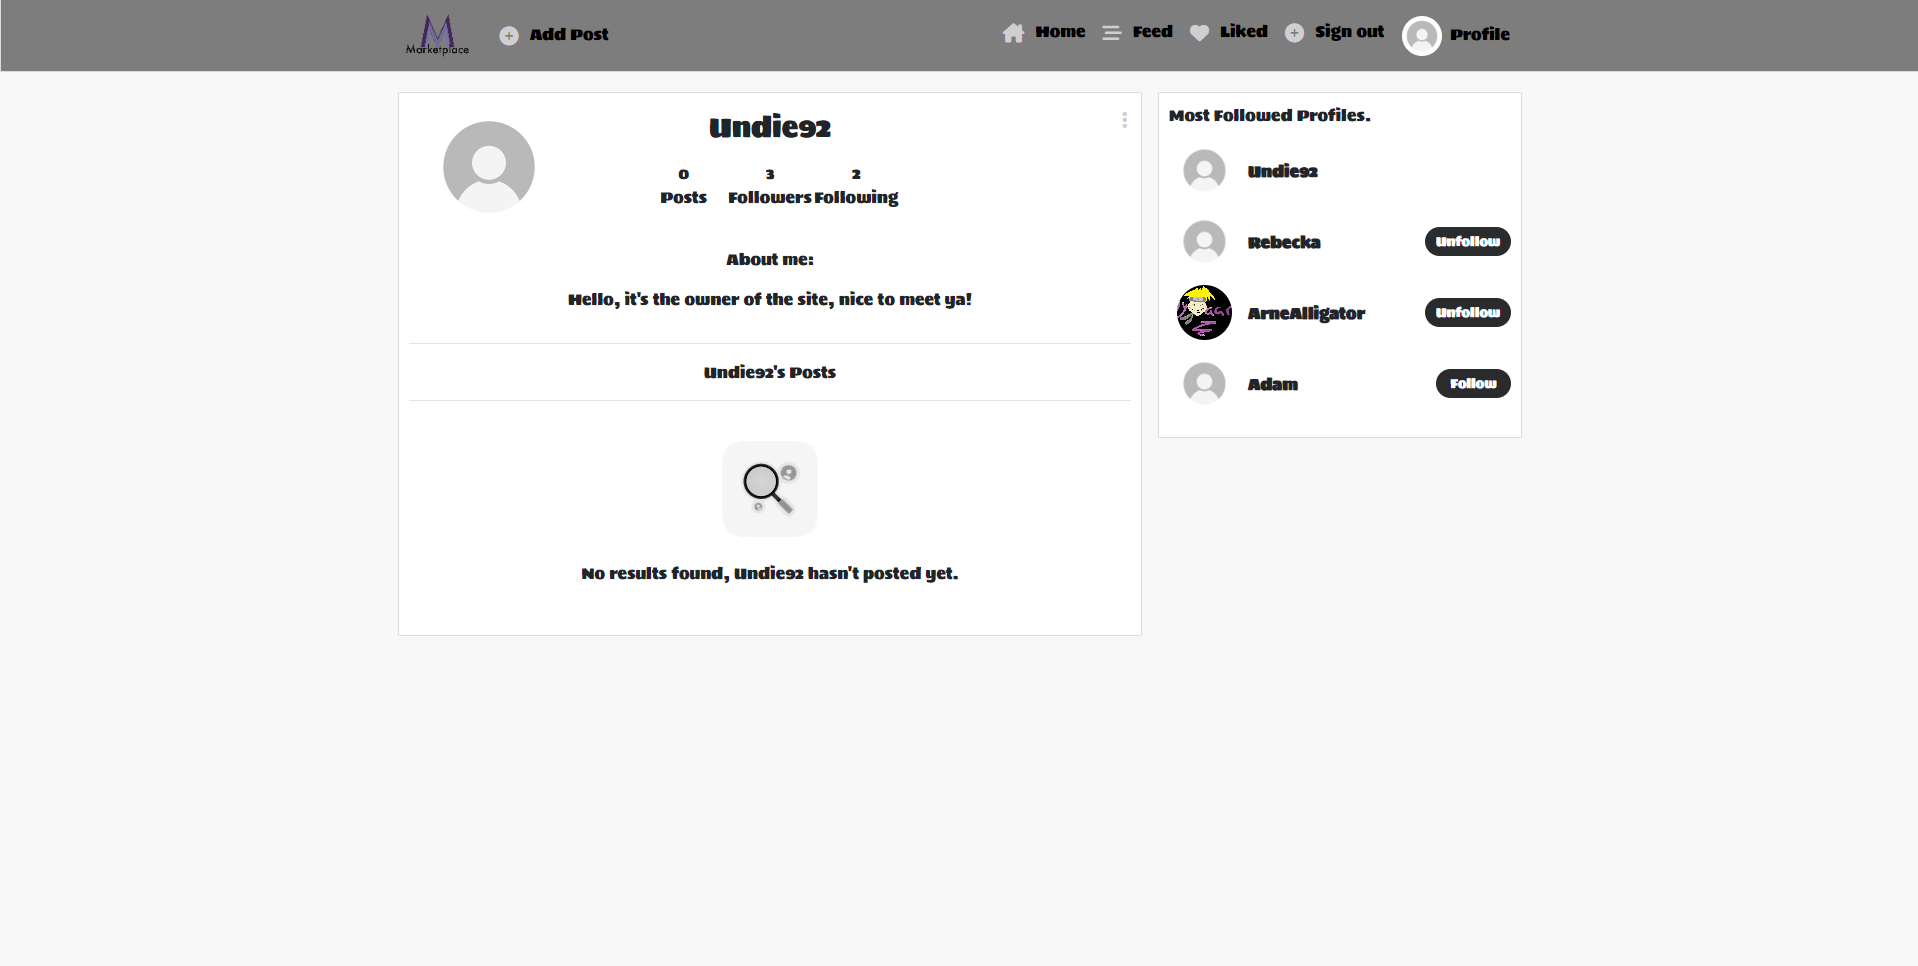 Marketplace
Add Post
Home
Feed
Liked
Sign out
Profile
Undie92
0 3 2
Posts Followers Following
About me:
Hello, it's the owner of the site, nice to meet ya!
Undie92's Posts
No results found, Undie92 hasn't posted yet.
Most Followed Profiles.
Undie92
Rebecka Unfollow
ArneAlligator Unfollow
Adam Follow